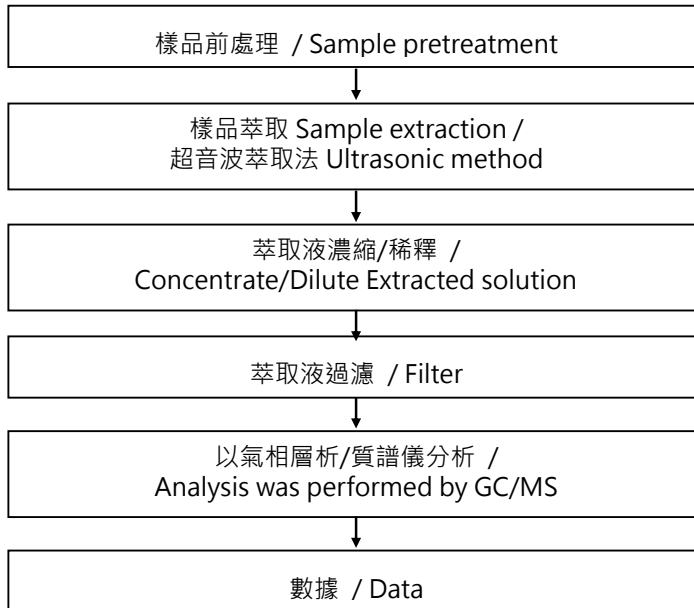 樣品前處理 / Sample pretreatment
樣品萃取 Sample extraction /
超音波萃取法 Ultrasonic method
萃取液濃縮/稀釋 /
Concentrate/Dilute Extracted solution
萃取液過濾 / Filter
以氣相層析/質譜儀分析 /
Analysis was performed by GC/MS
數據 / Data